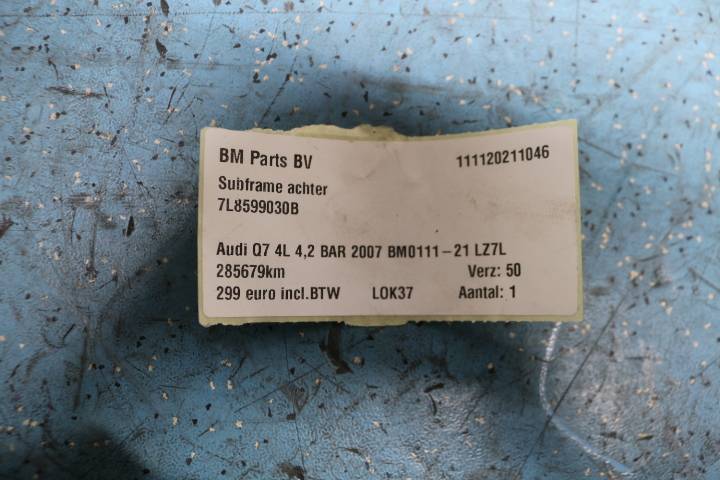 BM Parts BV 111120211046
Subframe achter
7L8599030B
Audi Q7 4L 4,2 BAR 2007 BM0111-21 LZ7L
285679km Verz: 50
299 euro incl.BTW LOK37 Aantal: 1